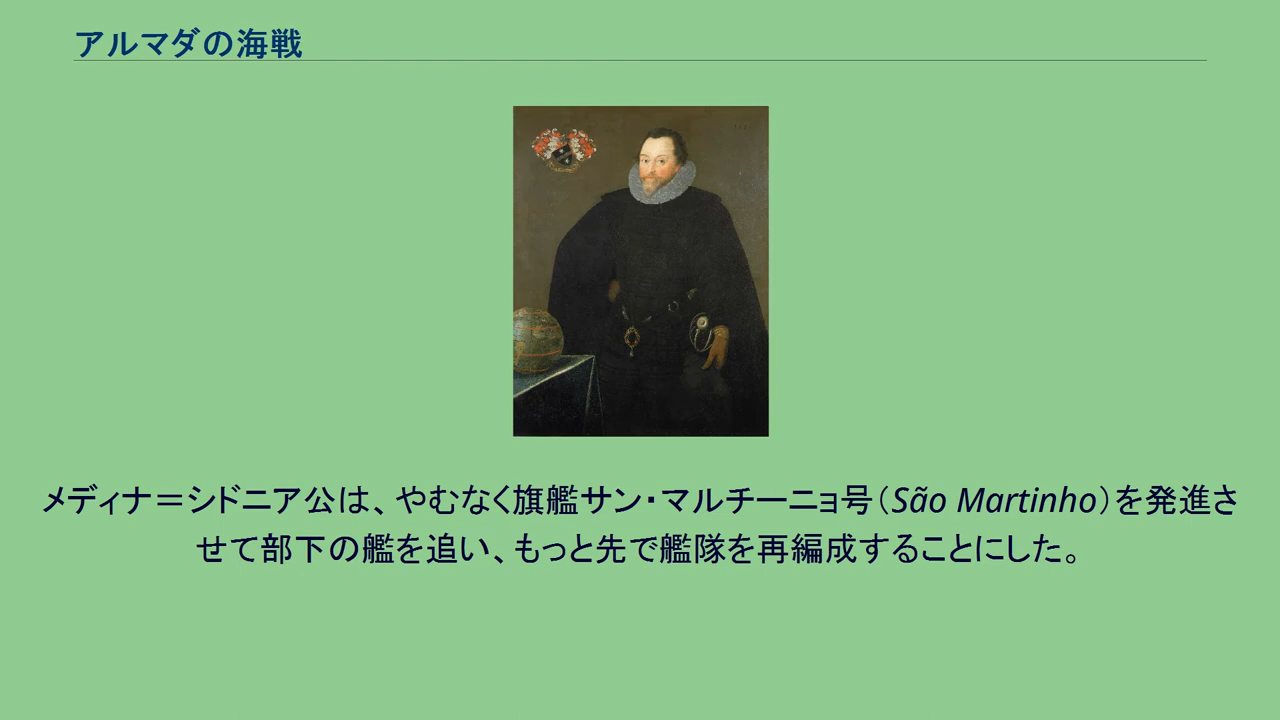 アルマダの海戦
メディナ＝シドニア公は、やむなく旗艦サン・マルチーニョ号（São Martinho）を発進さ
せて部下の艦を追い、もっと先で艦隊を再編成することにした。